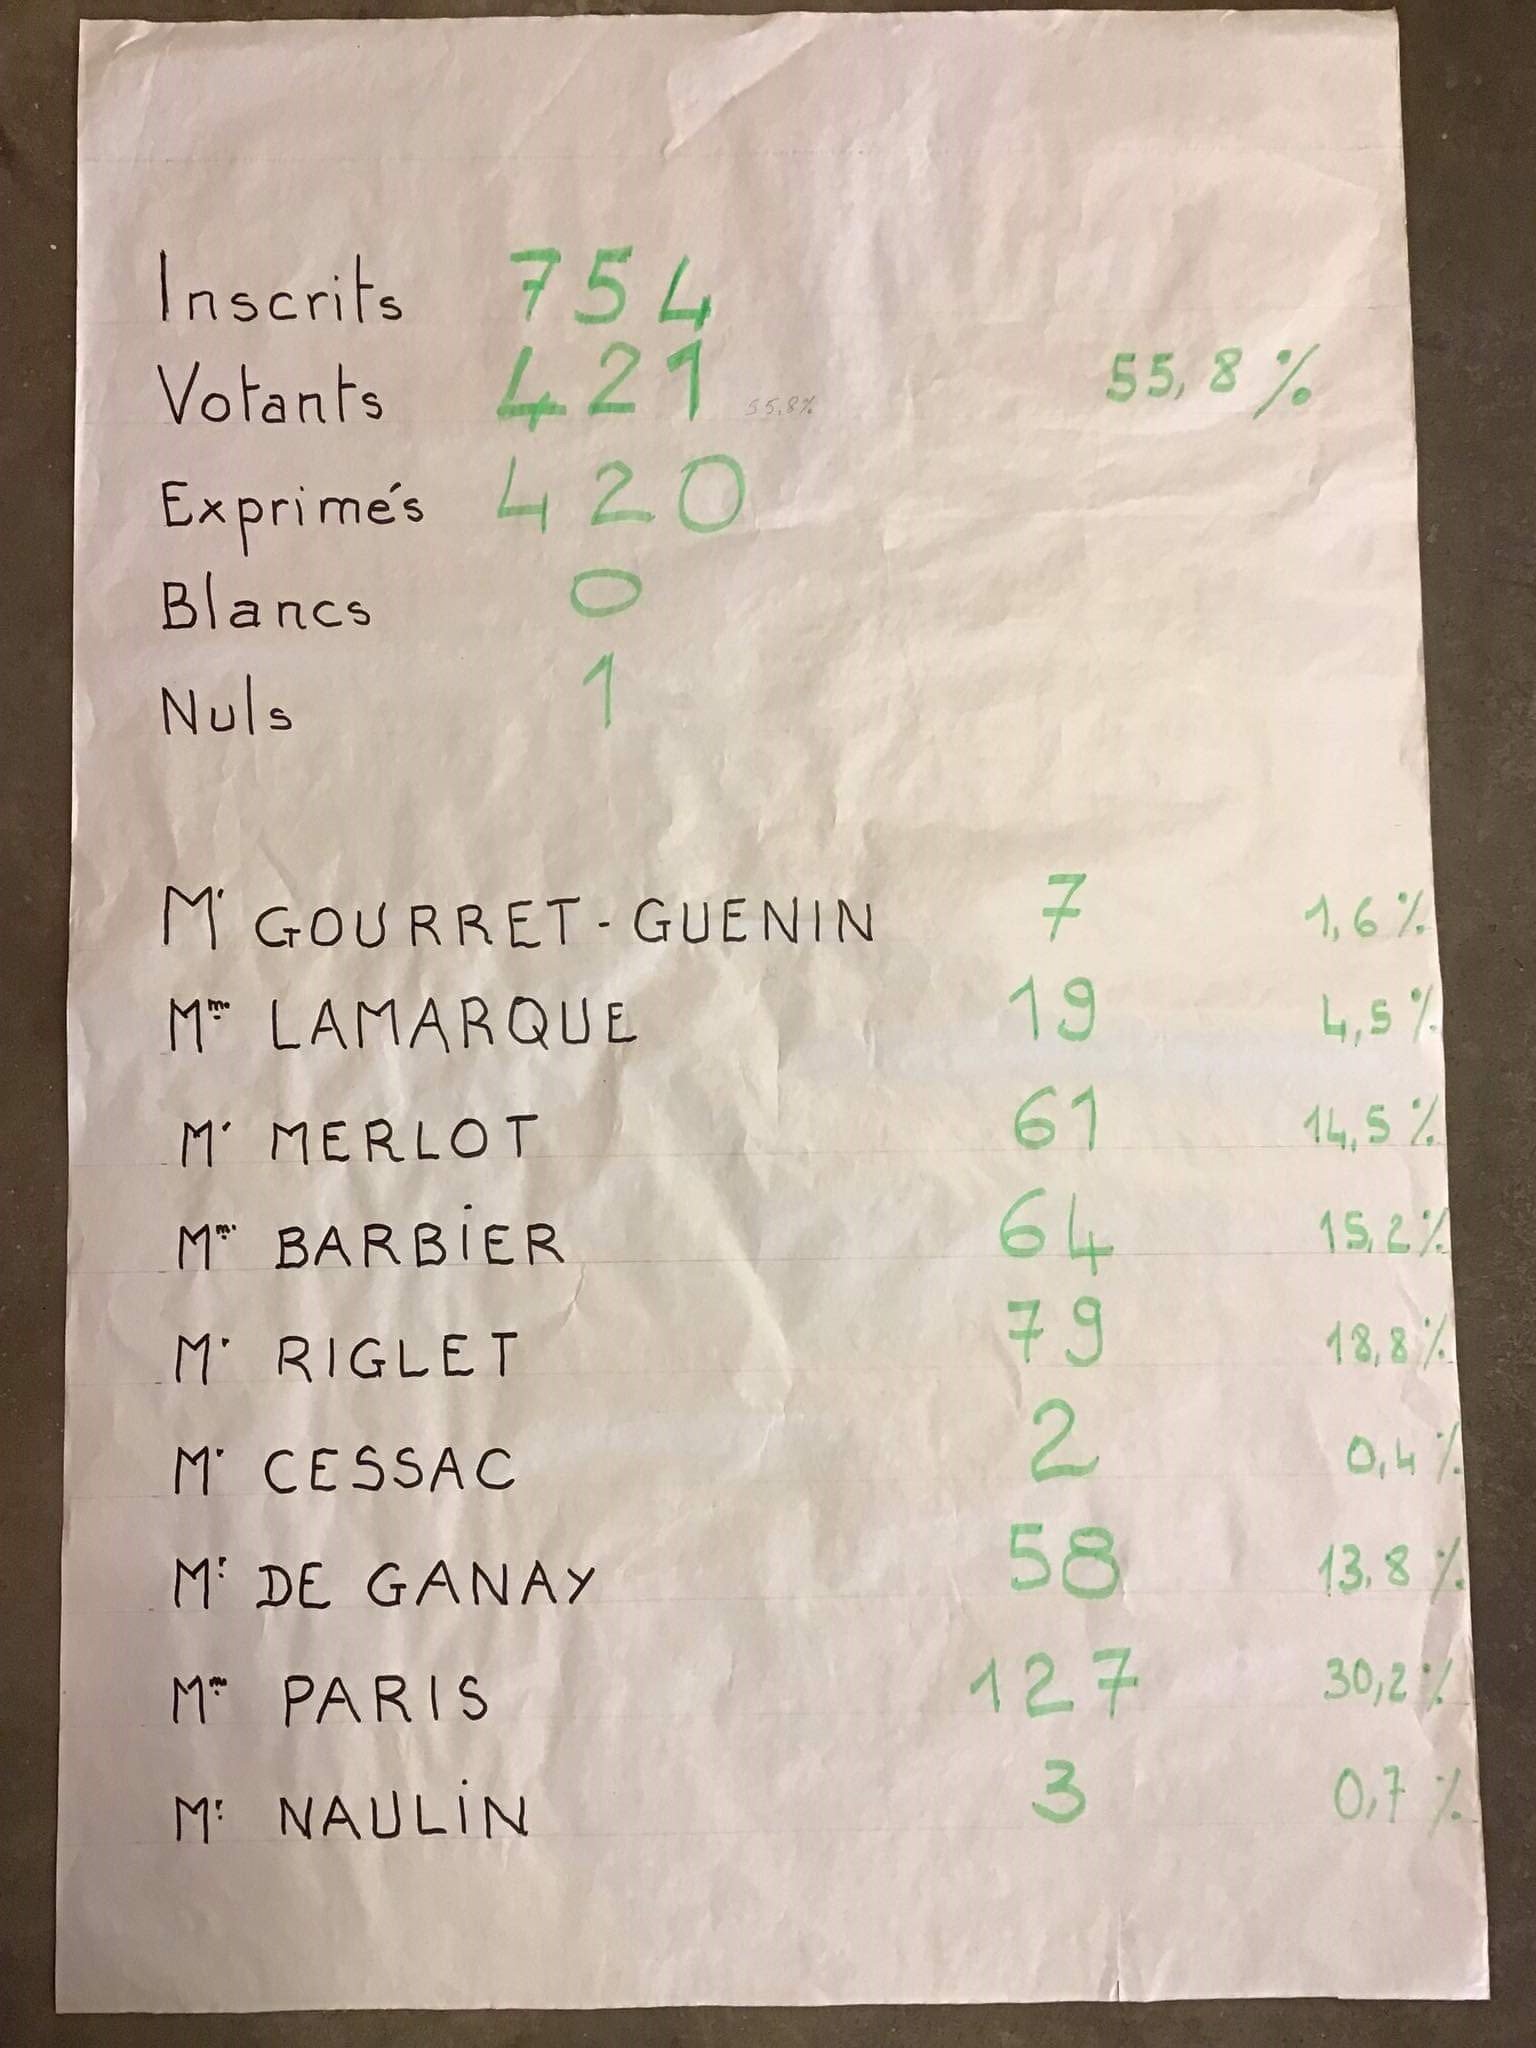 Inscrits 754
Votants 421 55,8% 55,8%
Exprimés 420
Blancs 0
Nuls 1
Mr GOURRET-GUENIN 7 1,6%
Mme LAMARQUE 19 4,5%
Mr MERLOT 61 14,5%
Mme BARBiER 64 15,2%
Mr RIGLET 79 18,8%
Mr CESSAC 2 0,4%
Mr DE GANAY 58 13,8%
Mme PARIS 127 30,2%
Mr NAULiN 3 0,7%